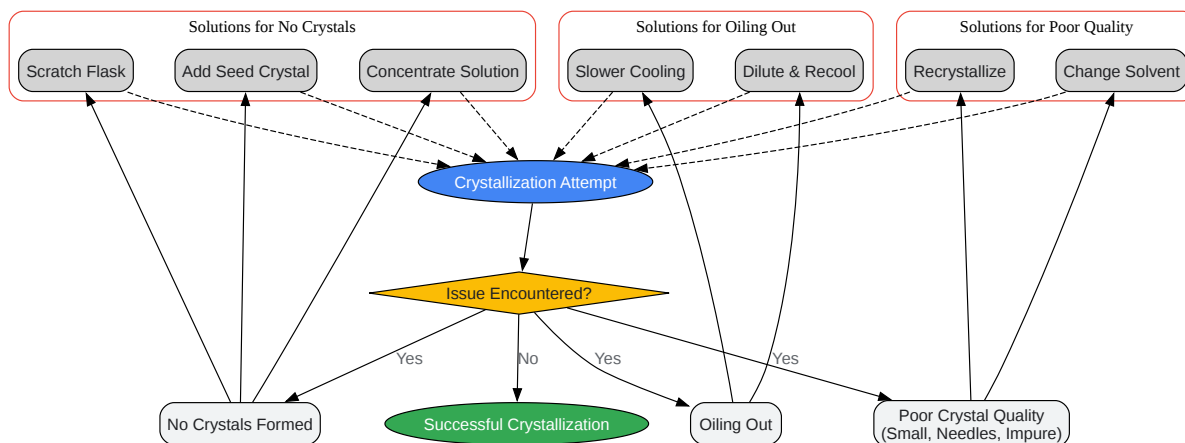 Solutions for No Crystals
Solutions for Oiling Out
Solutions for Poor Quality
Scratch Flask
Add Seed Crystal
Concentrate Solution
Slower Cooling
Dilute & Recool
Recrystallize
Change Solvent
Crystallization Attempt
Issue Encountered?
Yes
No
Yes
Yes
No Crystals Formed
Successful Crystallization
Oiling Out
Poor Crystal Quality
(Small, Needles, Impure)